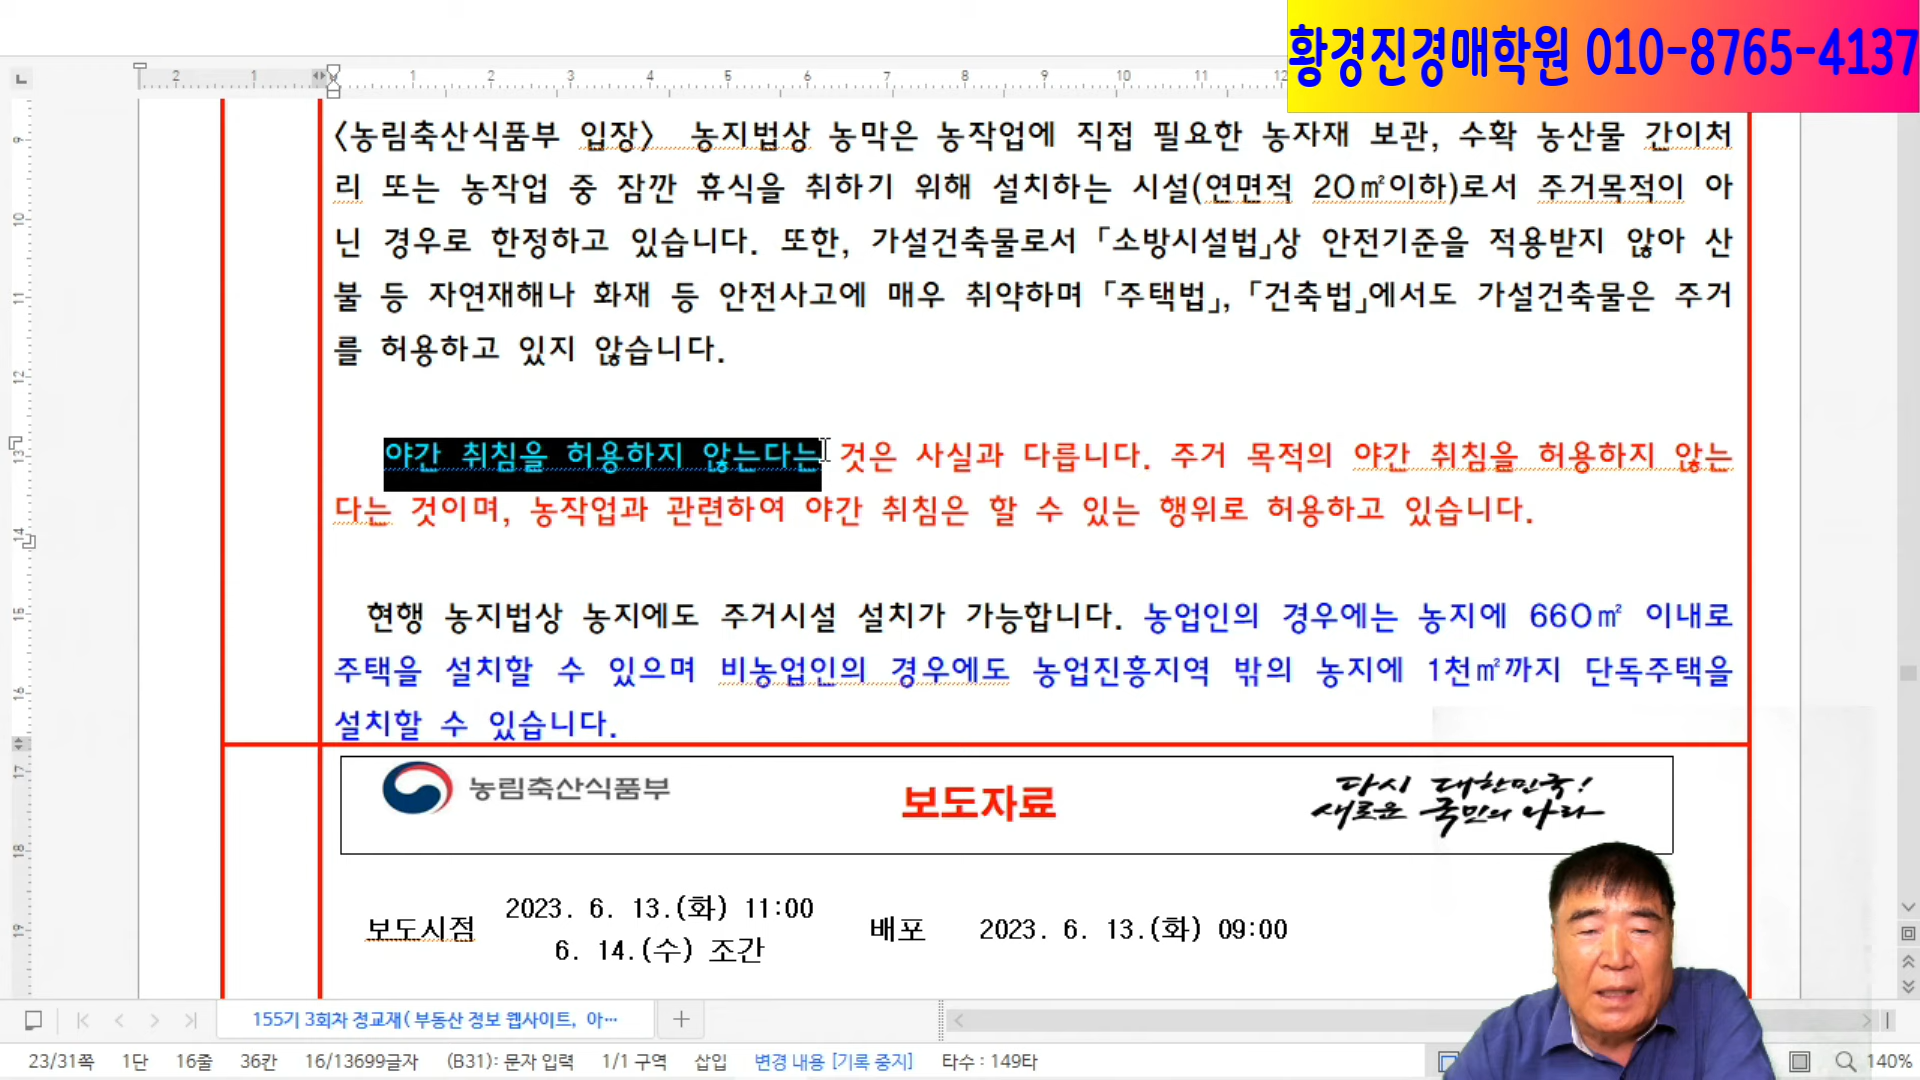 황경진경매학원 010-8765-4137
2 1 1 2 3 4 5 6 7 8 9 10 11 12
〈농림축산식품부 입장〉 농지법상 농막은 농작업에 직접 필요한 농자재 보관, 수확 농산물 간이처
리 또는 농작업 중 잠깐 휴식을 취하기 위해 설치하는 시설(연면적 20㎡이하)로서 주거목적이 아
닌 경우로 한정하고 있습니다. 또한, 가설건축물로서 「소방시설법」상 안전기준을 적용받지 않아 산
불 등 자연재해나 화재 등 안전사고에 매우 취약하며 「주택법」, 「건축법」에서도 가설건축물은 주거
를 허용하고 있지 않습니다.
야간 취침을 허용하지 않는다는 것은 사실과 다릅니다. 주거 목적의 야간 취침을 허용하지 않는
다는 것이며, 농작업과 관련하여 야간 취침은 할 수 있는 행위로 허용하고 있습니다.
현행 농지법상 농지에도 주거시설 설치가 가능합니다. 농업인의 경우에는 농지에 660㎡ 이내로
주택을 설치할 수 있으며 비농업인의 경우에도 농업진흥지역 밖의 농지에 1천㎡까지 단독주택을
설치할 수 있습니다.
농림축산식품부 보도자료 다시 대한민국!
새로운 국민의 나라
보도시점 2023. 6. 13.(화) 11:00
6. 14.(수) 조간
배포 2023. 6. 13.(화) 09:00
9
10
11
12
13
14
15
16
17
18
19
155기 3회차 정교재( 부동산 정보 웹사이트, 아…
23/31쪽 1단 16줄 36칸 16/13699글자 (B31): 문자 입력 1/1 구역 삽입 변경 내용 [기록 중지] 타수 : 149타 140%